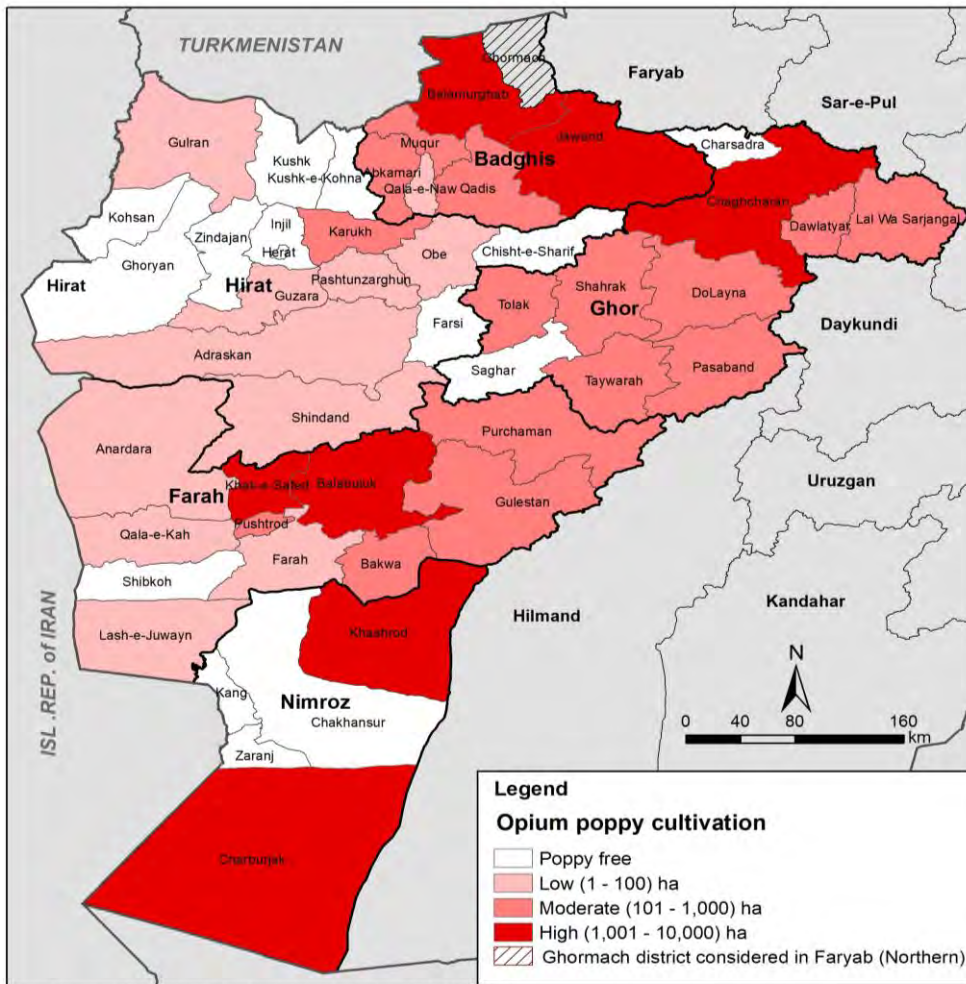 TURKMENISTAN
Ghormach
Faryab
Sar-e-Pul
Balamurghab
Gulran
Kushk
Kushk-e-Kohna
Muqur
Jawand
Charsadra
Badghis
Abkamari
Qala-e-Naw
Qadis
Chaghcharan
Kohsan
Zindajan
Injil
Karukh
Dawlatyar
Lal Wa Sarjangal
Herat
Obe
Chisht-e-Sharif
Ghoryan
Hirat
Hirat
Pashtunzarghun
Guzara
Shahrak
DoLayna
Tolak
Ghor
Farsi
Daykundi
Adraskan
Saghar
Pasaband
Taywarah
Shindand
Anardara
Purchaman
Khak-e-Safed
Balabuluk
Uruzgan
Farah
Gulestan
Pushtrod
Qala-e-Kah
Farah
Bakwa
Shibkoh
Kandahar
Hilmand
Lash-e-Juwayn
Khashrod
ISL .REP. of IRAN
N
Kang
Nimroz
Chakhansur
0 40 80 160
km
Zaranj
Charburjak
Legend
Opium poppy cultivation
Poppy free
Low (1 - 100) ha
Moderate (101 - 1,000) ha
High (1,001 - 10,000) ha
Ghormach district considered in Faryab (Northern)